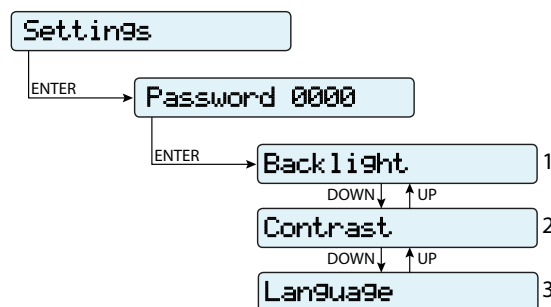 Settings
ENTER
Password 0000
ENTER
Backlight 1
DOWN UP
Contrast 2
DOWN UP
Language 3